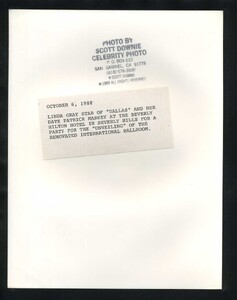 PHOTO BY
SCOTT DOWNIE
CELEBRITY PHOTO
P.O. BOX
SAN GABRIEL, CA 91778
OCTOBER 6, 1988
LINDA GRAY STAR OF "DALLAS" AND HER
DATE PATRICK MARKEY AT THE BEVERLY
HILTON HOTEL IN BEVERLY HILLS FOR A
PARTY FOR THE "UNVEILING" OF THE
RENOVATED INTERNATIONAL BALLROOM.